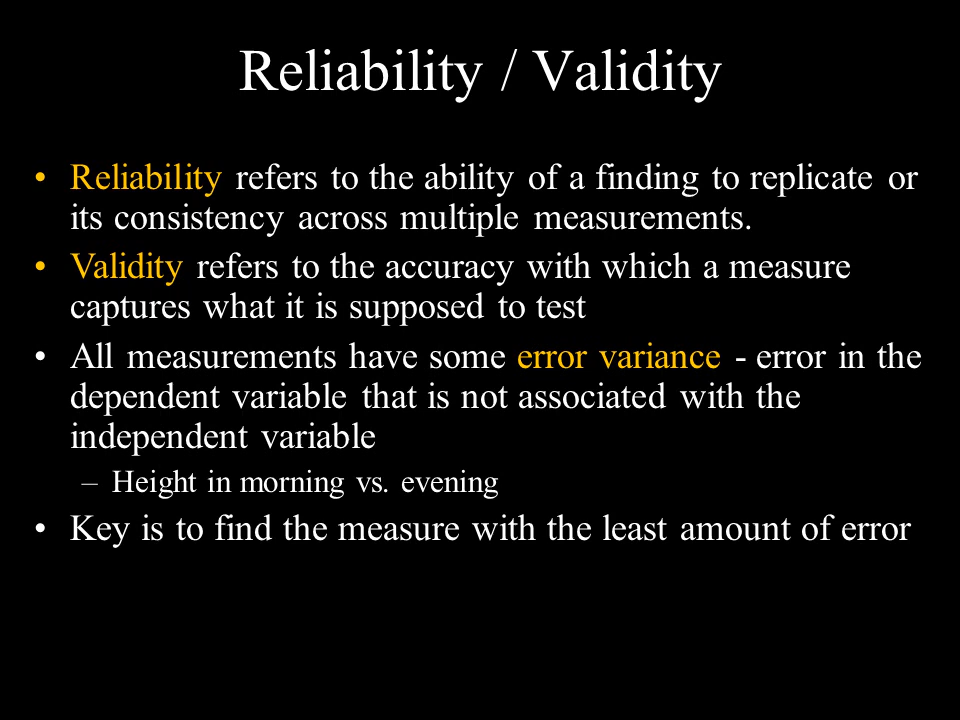 Reliability / Validity
• Reliability refers to the ability of a finding to replicate or
its consistency across multiple measurements.
• Validity refers to the accuracy with which a measure
captures what it is supposed to test
• All measurements have some error variance - error in the
dependent variable that is not associated with the
independent variable
– Height in morning vs. evening
• Key is to find the measure with the least amount of error